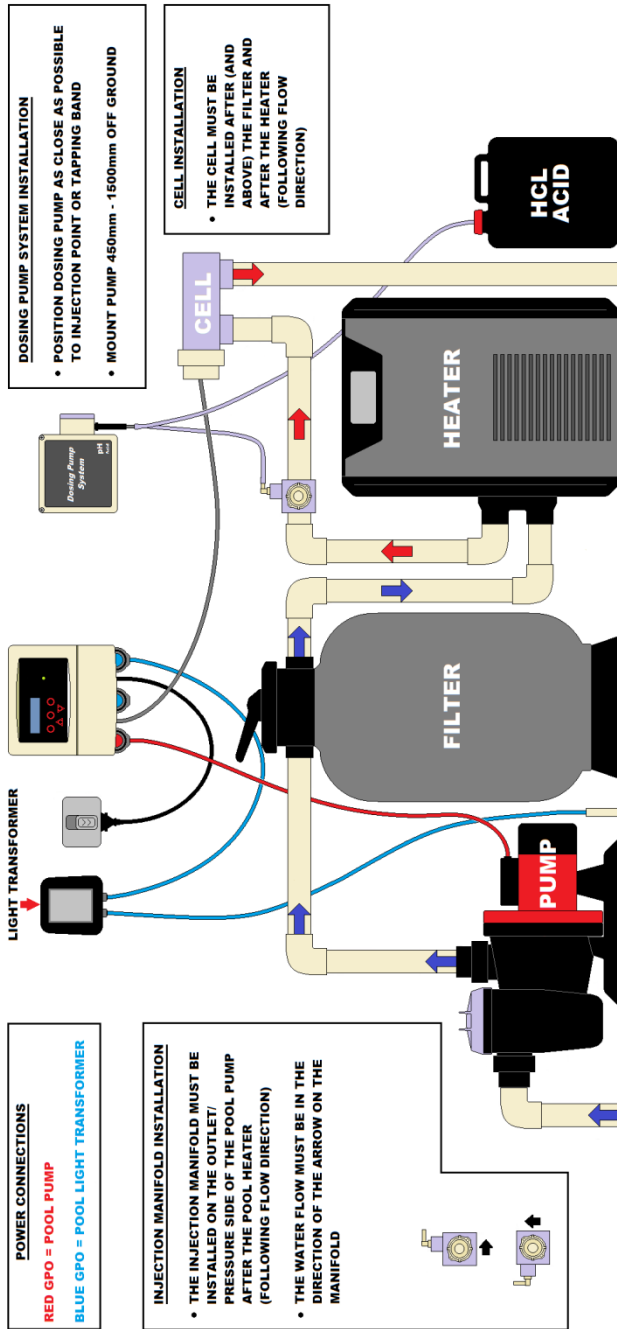 POWER CONNECTIONS
RED GPO = POOL PUMP
BLUE GPO = POOL LIGHT TRANSFORMER
LIGHT TRANSFORMER
DOSING PUMP SYSTEM INSTALLATION
• POSITION DOSING PUMP AS CLOSE AS POSSIBLE
TO INJECTION POINT OR TAPPING BAND
• MOUNT PUMP 450mm - 1500mm OFF GROUND
INJECTION MANIFOLD INSTALLATION
• THE INJECTION MANIFOLD MUST BE
INSTALLED ON THE OUTLET/
PRESSURE SIDE OF THE POOL PUMP
AFTER THE POOL HEATER
(FOLLOWING FLOW DIRECTION)
• THE WATER FLOW MUST BE IN THE
DIRECTION OF THE ARROW ON THE
MANIFOLD
Dosing Pump
System
pH
CELL INSTALLATION
• THE CELL MUST BE
INSTALLED AFTER (AND
ABOVE) THE FILTER AND
AFTER THE HEATER
(FOLLOWING FLOW
DIRECTION)
CELL
PUMP
FILTER
HEATER
HCL
ACID